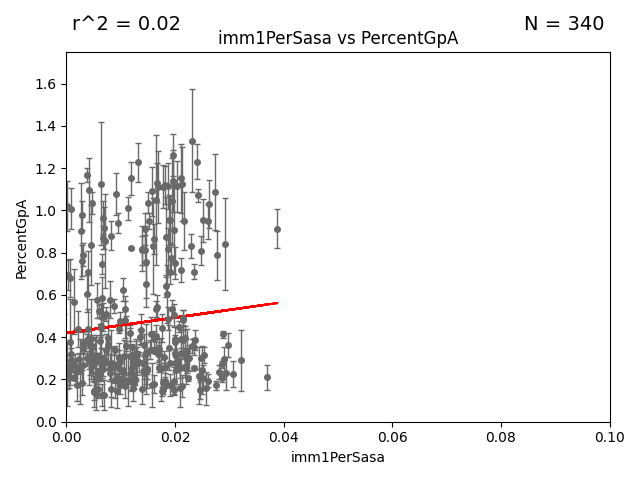 r^2 = 0.02
N = 340
imm1PerSasa vs PercentGpA
1.6
1.4
1.2
1.0
0.8
0.6
0.4
0.2
0.0
PercentGpA
0.00 0.02 0.04 0.06 0.08 0.10
imm1PerSasa